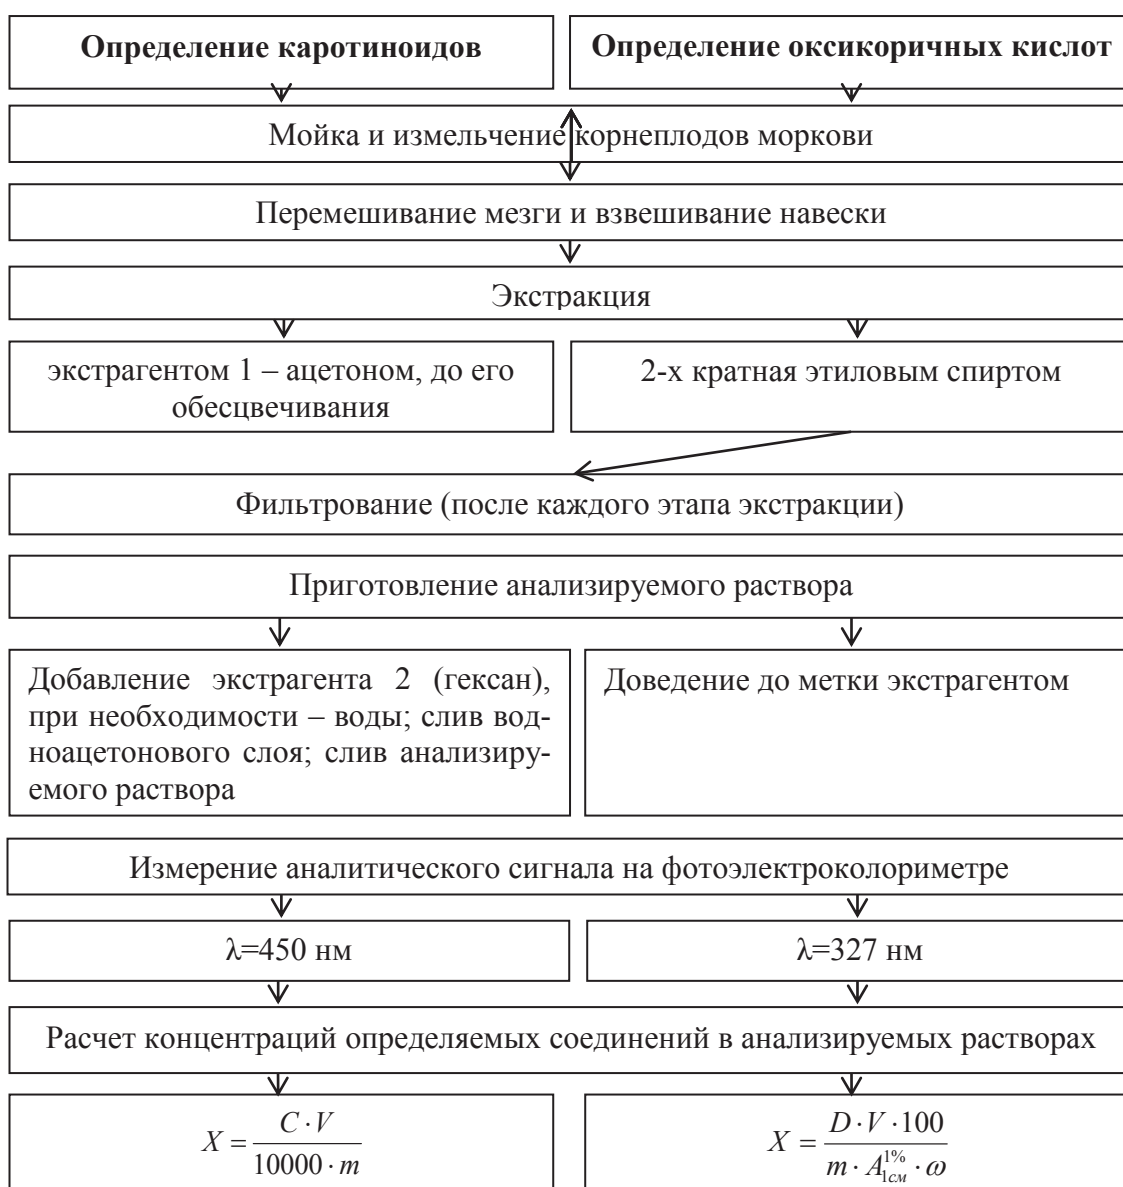 Определение каротиноидов
Определение оксикоричных кислот
Мойка и измельчение корнеплодов моркови
Перемешивание мезги и взвешивание навески
Экстракция
экстрагентом 1 – ацетоном, до его
обесцвечивания
2-х кратная этиловым спиртом
Фильтрование (после каждого этапа экстракции)
Приготовление анализируемого раствора
Добавление экстрагента 2 (гексан),
при необходимости – воды; слив вод-
ноацетонового слоя; слив анализиру-
емого раствора
Доведение до метки экстрагентом
Измерение аналитического сигнала на фотоэлектроколориметре
λ=450 нм
λ=327 нм
Расчет концентраций определяемых соединений в анализируемых растворах
X = C · V / 10000 · m
X = D · V · 100 / m · A 1% 1см · ω